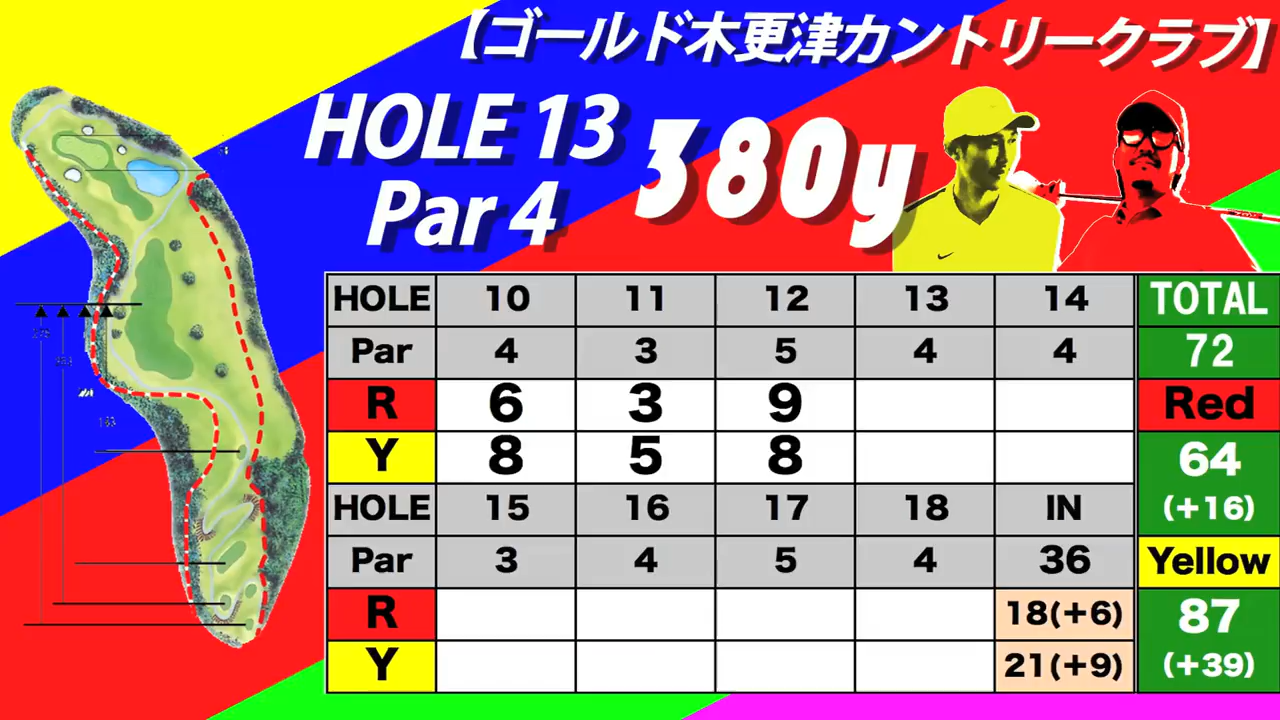 【ゴールド木更津カントリークラブ】
HOLE 13
Par 4
380y
HOLE 10 11 12 13 14 TOTAL
Par 4 3 5 4 4 72
R 6 3 9 Red
Y 8 5 8 64
HOLE 15 16 17 18 IN (+16)
Par 3 4 5 4 36 Yellow
R 18(+6) 87
Y 21(+9) (+39)